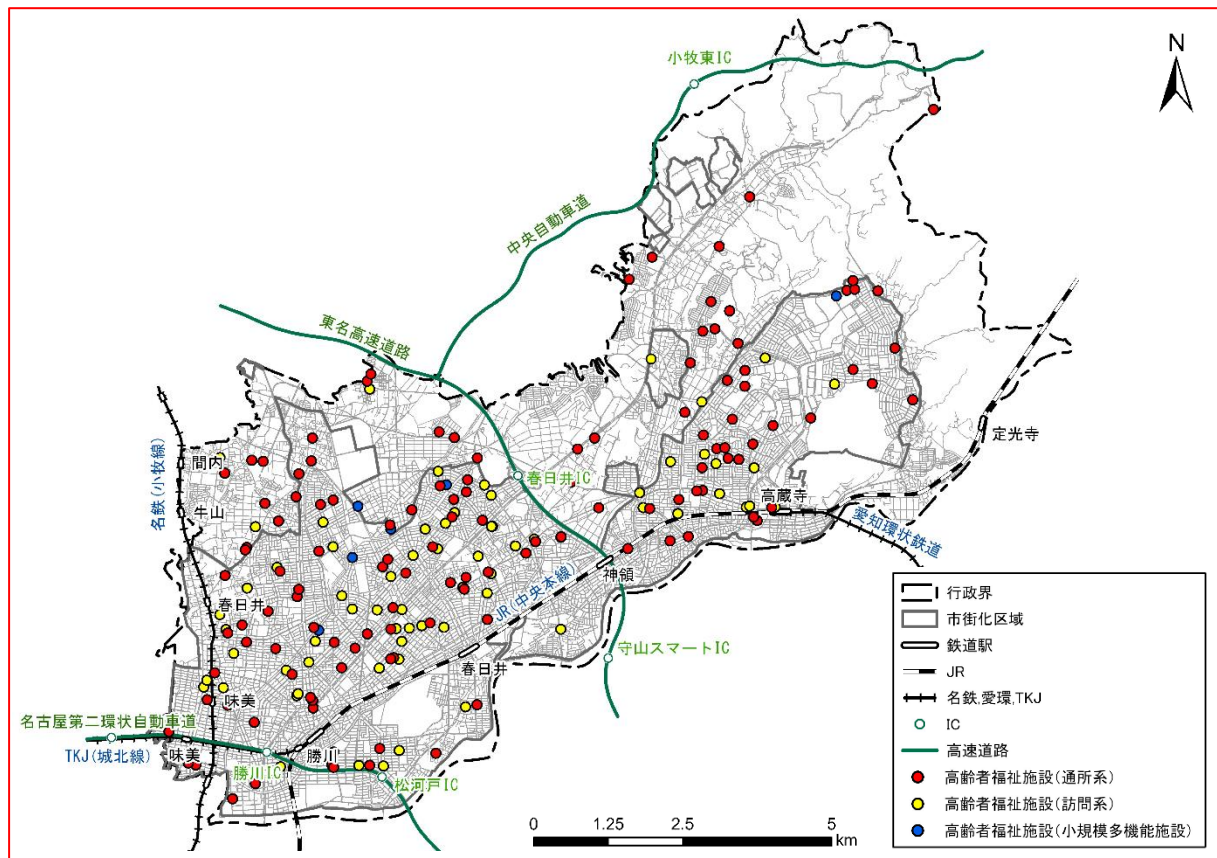 小牧東IC
N
中央自動車道
東名高速道路
名鉄(小牧線)
間内
牛山
春日井IC
定光寺
高蔵寺
愛知環状鉄道
神領
JR(中央本線)
春日井
守山スマートIC
春日井
味美
名古屋第二環状自動車道
TKJ(城北線)
味美
勝川
勝川IC
松河戸IC
行政界
市街化区域
鉄道駅
JR
名鉄,愛環,TKJ
IC
高速道路
高齢者福祉施設(通所系)
高齢者福祉施設(訪問系)
高齢者福祉施設(小規模多機能施設)
0 1.25 2.5 5
km